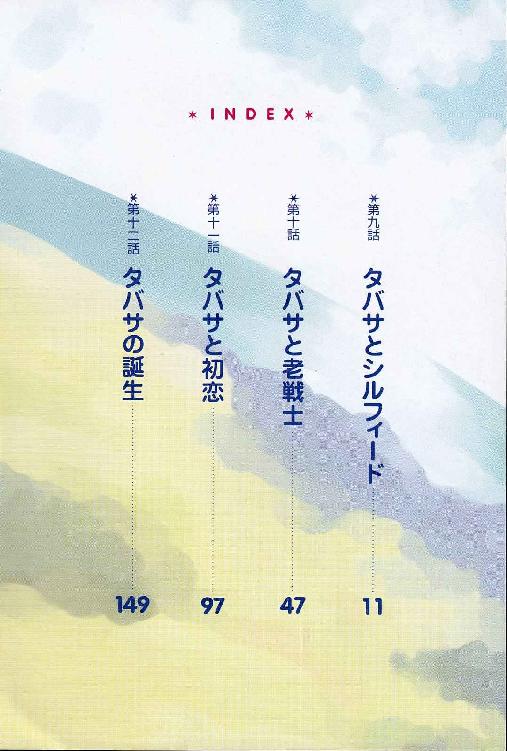 * INDEX *
*第九話 タバサとシルフィード 11
*第十話 タバサと老戦士 47
*第十一話 タバサと初恋 97
*第十二話 タバサの誕生 149